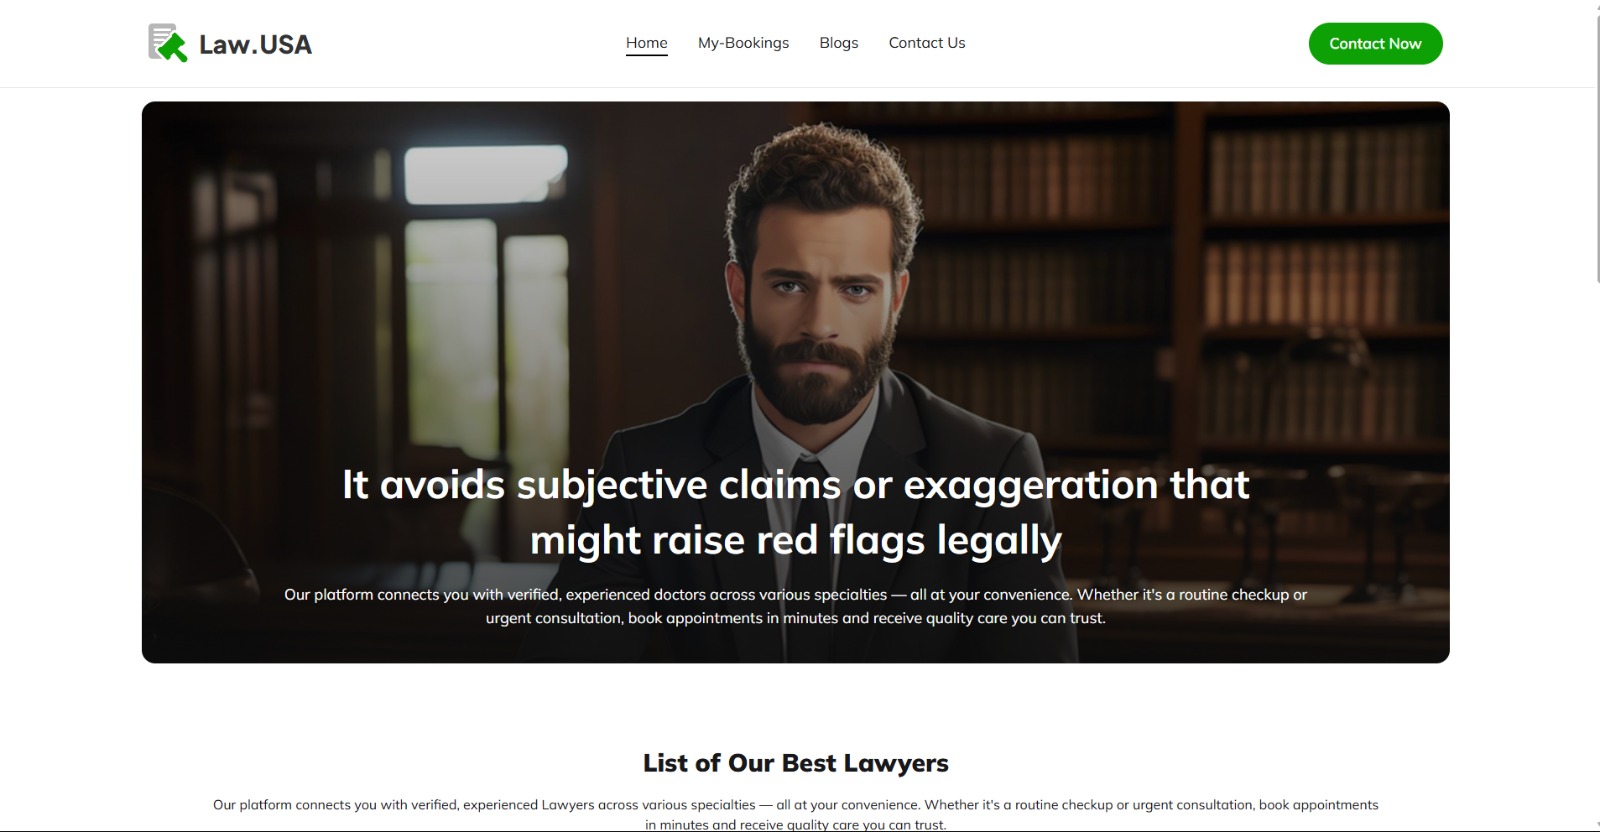 Law.USA
Home
My-Bookings
Blogs
Contact Us
Contact Now
It avoids subjective claims or exaggeration that
might raise red flags legally
Our platform connects you with verified, experienced doctors across various specialties — all at your convenience. Whether it's a routine checkup or
urgent consultation, book appointments in minutes and receive quality care you can trust.
List of Our Best Lawyers
Our platform connects you with verified, experienced Lawyers across various specialties — all at your convenience. Whether it's a routine checkup or urgent consultation, book appointments
in minutes and receive quality care you can trust.